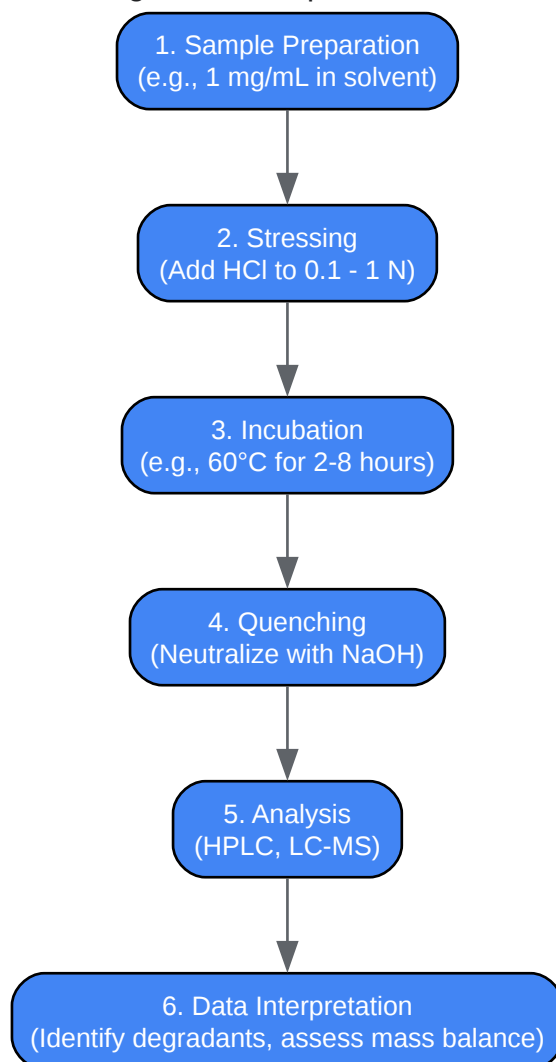 1. Sample Preparation
(e.g., 1 mg/mL in solvent)
2. Stressing
(Add HCl to 0.1 - 1 N)
3. Incubation
(e.g., 60°C for 2-8 hours)
4. Quenching
(Neutralize with NaOH)
5. Analysis
(HPLC, LC-MS)
6. Data Interpretation
(Identify degradants, assess mass balance)